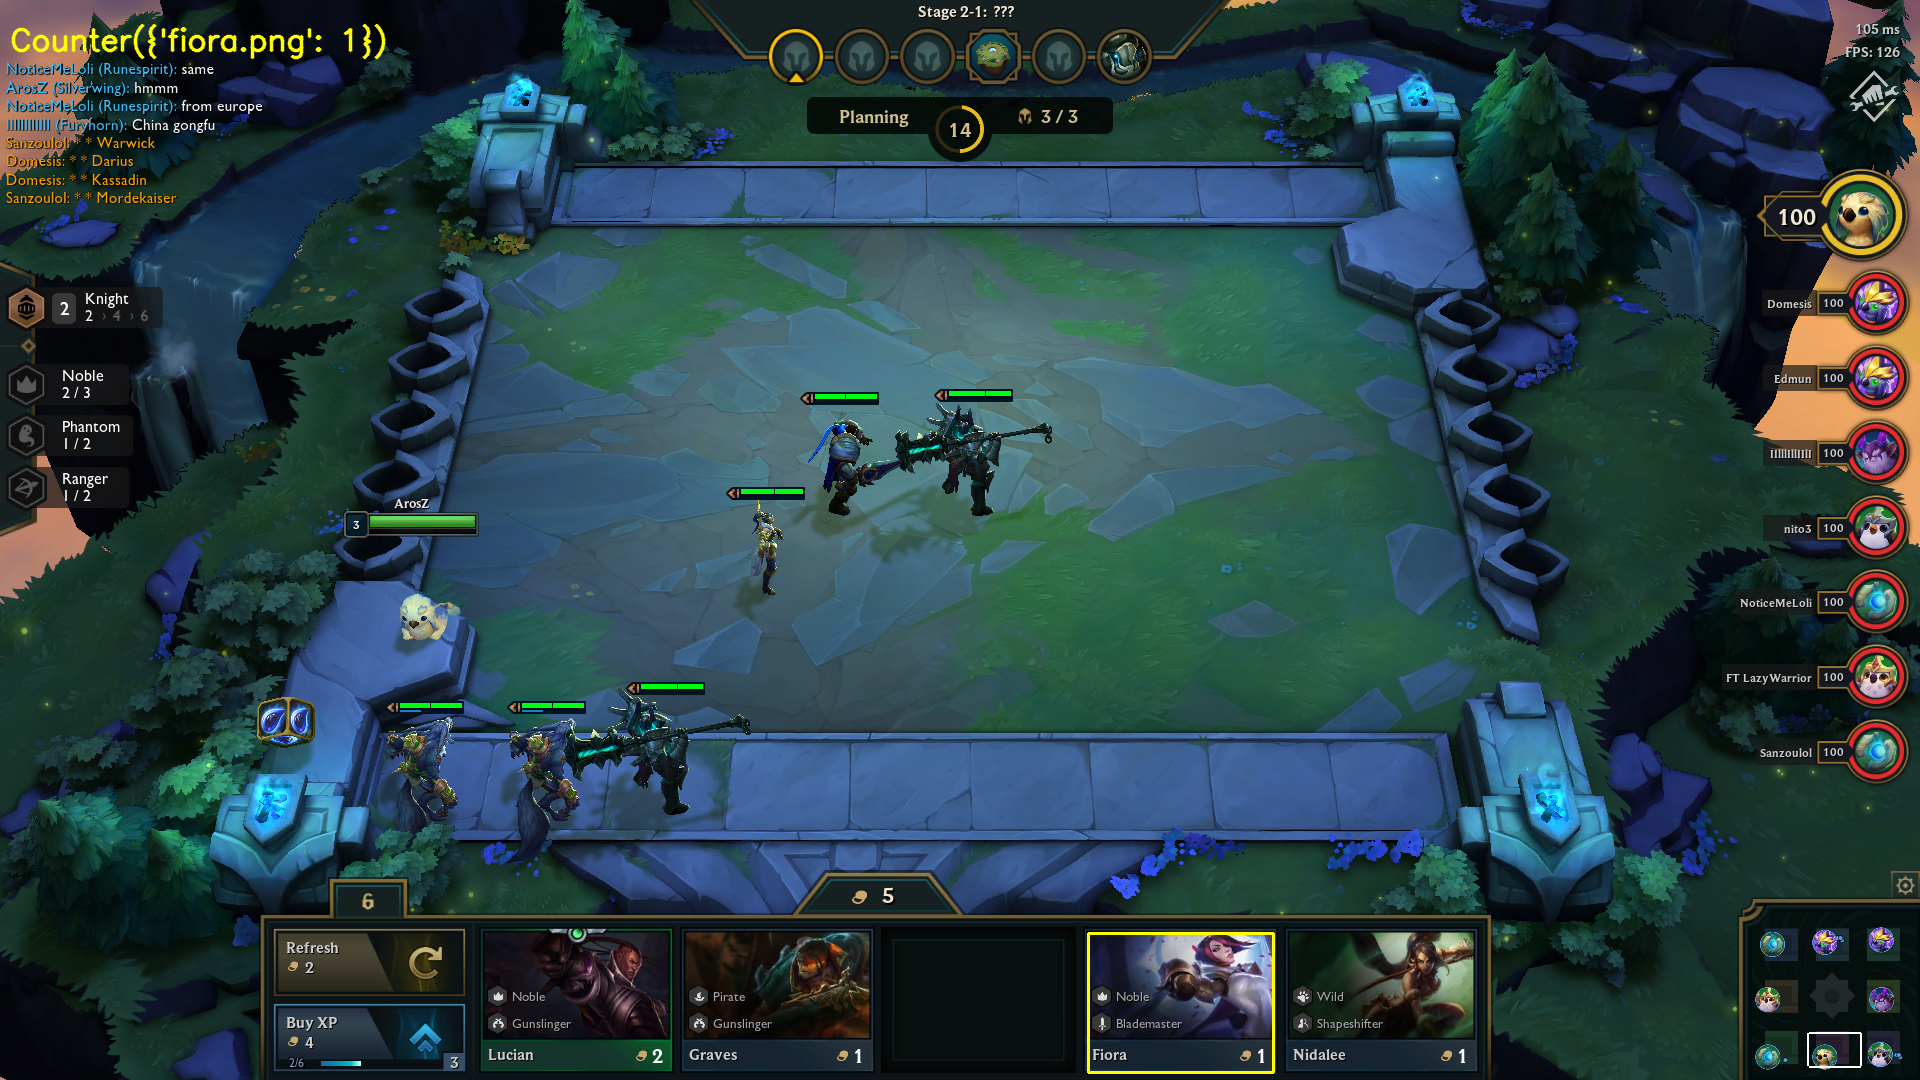 Stage 2-1: ???
Counter({'fiora.png': 1})
105 ms
FPS: 126
NoticeMeLoli (Runespirit): same
ArosZ (Silverwing): hmmm
NoticeMeLoli (Runespirit): from europe
(Furyhorn): China gongfu
Sanzoulol: * * Warwick
Domesis: * * Darius
Domesis: * * Kassadin
Sanzoulol: * * Mordekaiser
Planning
14
3 / 3
100
Domesis 100
Edmun 100
100
nito3 100
NoticeMeLoli 100
FT LazyWarrior 100
Sanzoulol 100
2
Knight
2 › 4 › 6
Noble
2 / 3
Phantom
1 / 2
Ranger
1 / 2
ArosZ
3
6
5
Refresh
2
Buy XP
4
2/6
3
Noble
Gunslinger
Lucian 2
Pirate
Gunslinger
Graves 1
Noble
Blademaster
Fiora 1
Wild
Shapeshifter
Nidalee 1